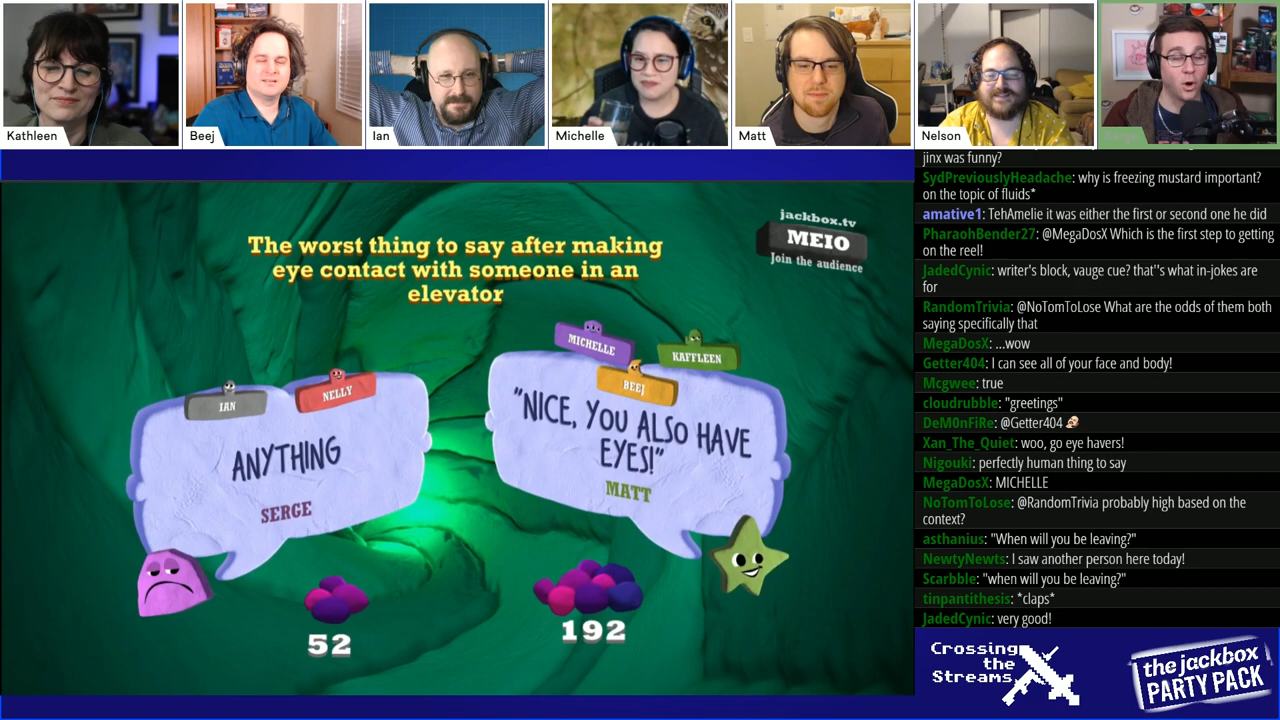 Kathleen
Beej
Ian
Michelle
Matt
Nelson
The worst thing to say after making
eye contact with someone in an
elevator
jackbox.tv
MEIO
Join the audience
IAN
NELLY
ANYTHING
SERGE
52
MICHELLE
KAFFLEEN
BEEJ
"NICE, YOU ALSO HAVE
EYES!"
MATT
192
jinx was funny?
SydPreviouslyHeadache: why is freezing mustard important?
on the topic of fluids*
amative1: TehAmelie it was either the first or second one he did
PharaohBender27: @MegaDosX Which is the first step to getting
on the reel!
JadedCynic: writer's block, vauge cue? that''s what in-jokes are
for
RandomTrivia: @NoTomToLose What are the odds of them both
saying specifically that
MegaDosX: ...wow
Getter404: I can see all of your face and body!
Mcgwee: true
cloudrubble: "greetings"
DeM0nFiRe: @Getter404
Xan_The_Quiet: woo, go eye havers!
Nigouki: perfectly human thing to say
MegaDosX: MICHELLE
NoTomToLose: @RandomTrivia probably high based on the
context?
asthanius: "When will you be leaving?"
NewtyNewts: I saw another person here today!
Scarbble: "when will you be leaving?"
tinpantithesis: *claps*
JadedCynic: very good!
Crossing
the
Streams
the jackbox
PARTY PACK